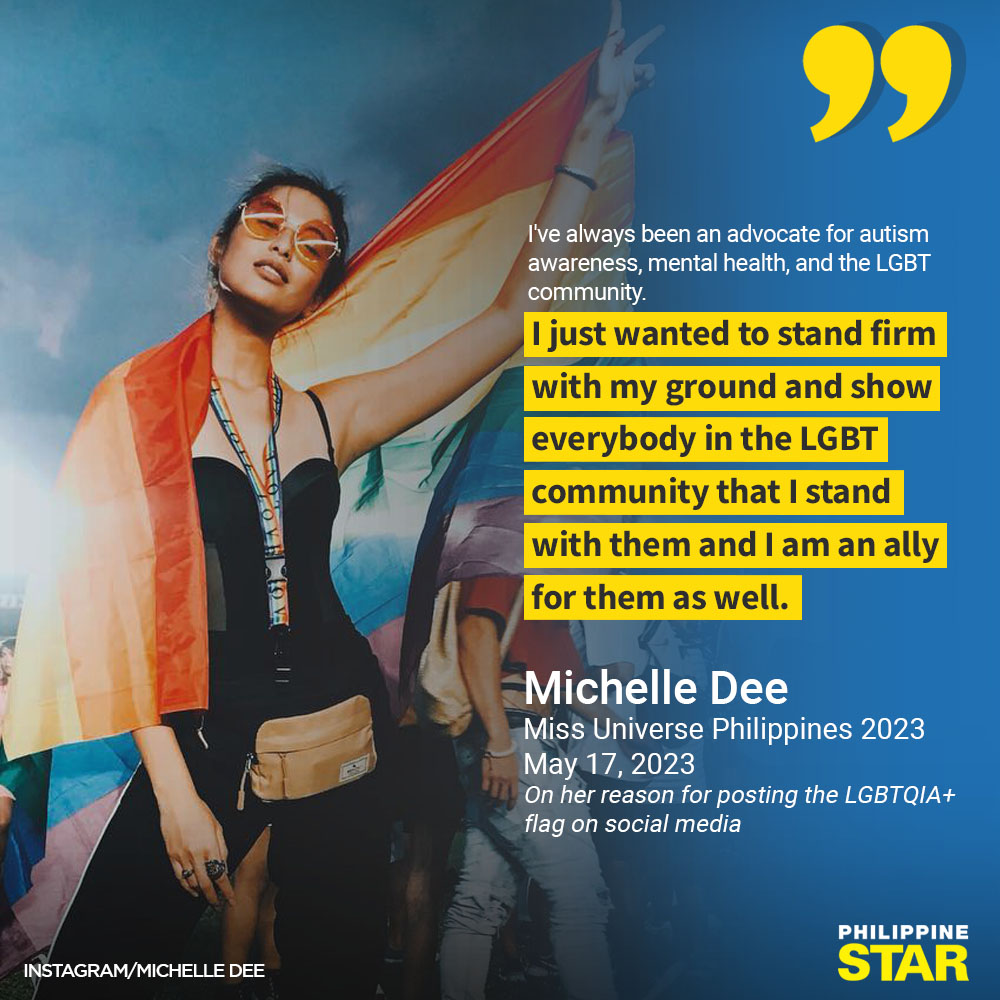 I've always been an advocate for autism
awareness, mental health, and the LGBT
community.
I just wanted to stand firm
with my ground and show
everybody in the LGBT
community that I stand
with them and I am an ally
for them as well.
Michelle Dee
Miss Universe Philippines 2023
May 17, 2023
On her reason for posting the LGBTQIA+
flag on social media
INSTAGRAM/MICHELLE DEE
PHILIPPINE
STAR